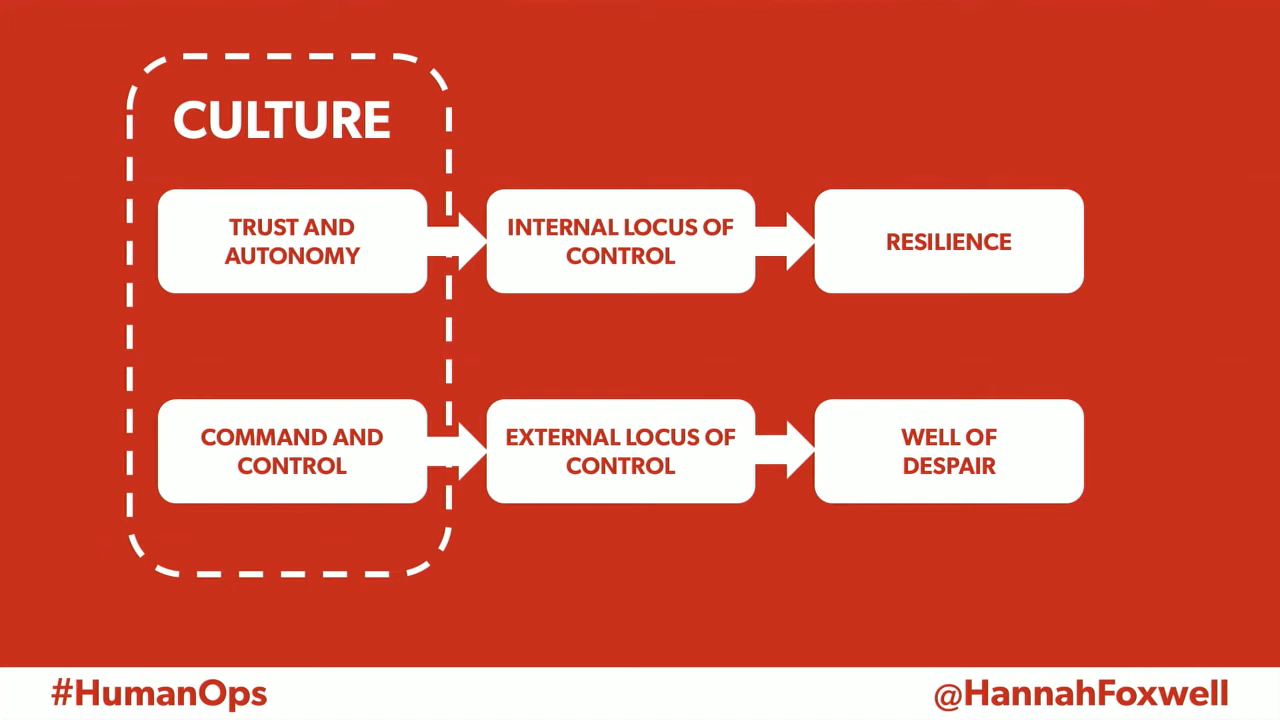 CULTURE
TRUST AND
AUTONOMY
INTERNAL LOCUS OF
CONTROL
RESILIENCE
COMMAND AND
CONTROL
EXTERNAL LOCUS OF
CONTROL
WELL OF
DESPAIR
#HumanOps
@HannahFoxwell